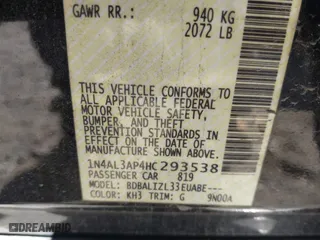 GAWR RR.: 940 KG
2072 LB
THIS VEHICLE CONFORMS TO ALL
APPLICABLE FEDERAL
MOTOR VEHICLE SAFETY,
BUMPER, AND THEFT
PREVENTION STANDARDS
IN EFFECT ON THE DATE OF
MANUFACTURE SHOWN ABOVE.
1N4AL3AP4HC293538
PASSENGER CAR 819
MODEL: BDBALIZL33EUABE---
COLOR: KH3 TRIM: G 9N00A